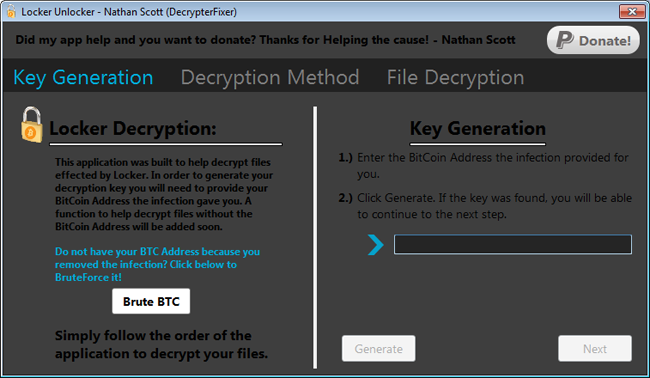 Locker Unlocker - Nathan Scott (DecrypterFixer)
Did my app help and you want to donate? Thanks for Helping the cause! - Nathan Scott
Donate!
Key Generation
Decryption Method
File Decryption
Locker Decryption:
This application was built to help decrypt files
effected by Locker. In order to generate your
decryption key you will need to provide your
BitCoin Address the infection gave you. A
function to help decrypt files without the
BitCoin Address will be added soon.
Do not have your BTC Address because you
removed the infection? Click below to
BruteForce it!
Brute BTC
Simply follow the order of the
application to decrypt your files.
Key Generation
1.) Enter the BitCoin Address the infection provided for
you.
2.) Click Generate. If the key was found, you will be able
to continue to the next step.
Generate
Next